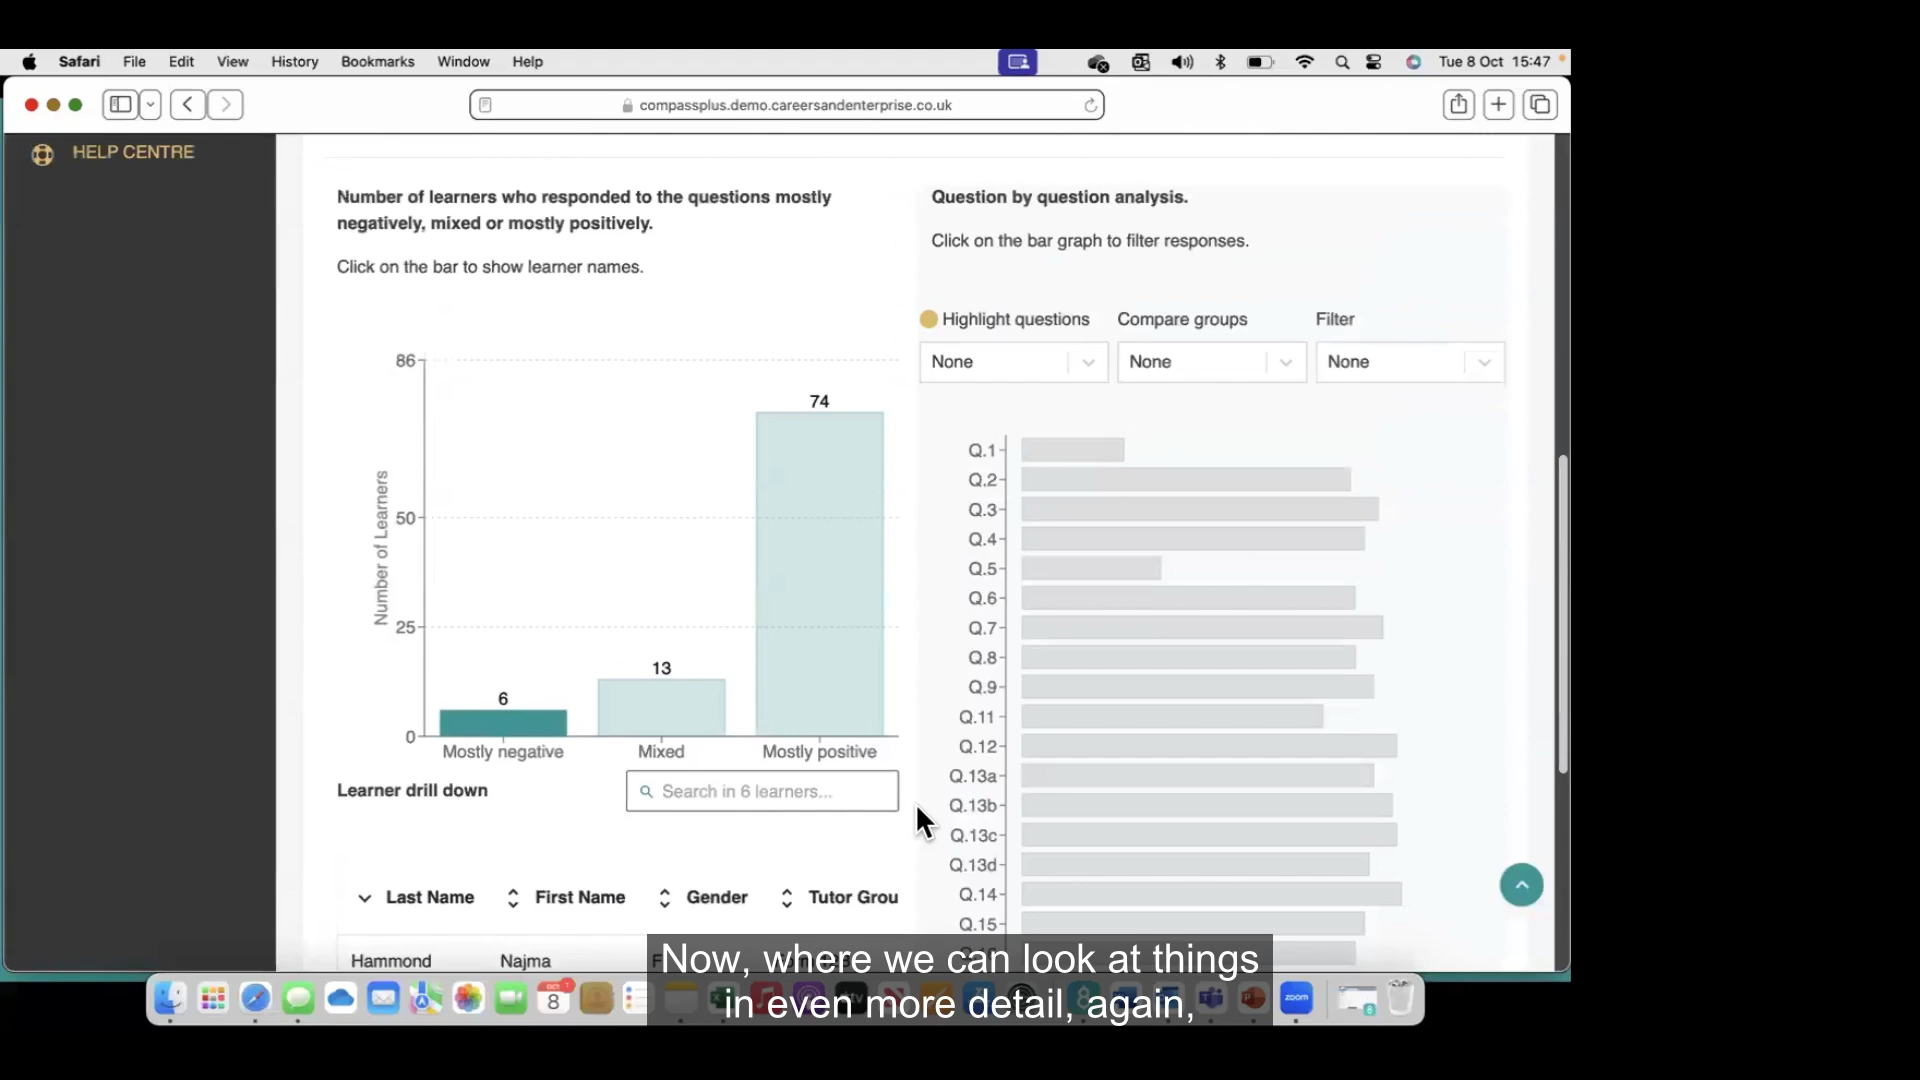 Safari File Edit View History Bookmarks Window Help Tue 8 Oct 15:47
compassplus.demo.careersandenterprise.co.uk
HELP CENTRE
Number of learners who responded to the questions mostly
negatively, mixed or mostly positively.
Click on the bar to show learner names.
86
50
25
0
Number of Learners
6
13
74
Mostly negative Mixed Mostly positive
Learner drill down
Search in 6 learners...
Last Name First Name Gender Tutor Grou
Hammond Najma F
Question by question analysis.
Click on the bar graph to filter responses.
Highlight questions Compare groups Filter
None None None
Q.1
Q.2
Q.3
Q.4
Q.5
Q.6
Q.7
Q.8
Q.9
Q.11
Q.12
Q.13a
Q.13b
Q.13c
Q.13d
Q.14
Q.15
Now, where we can look at things
in even more detail, again,
OCT
8
zoom